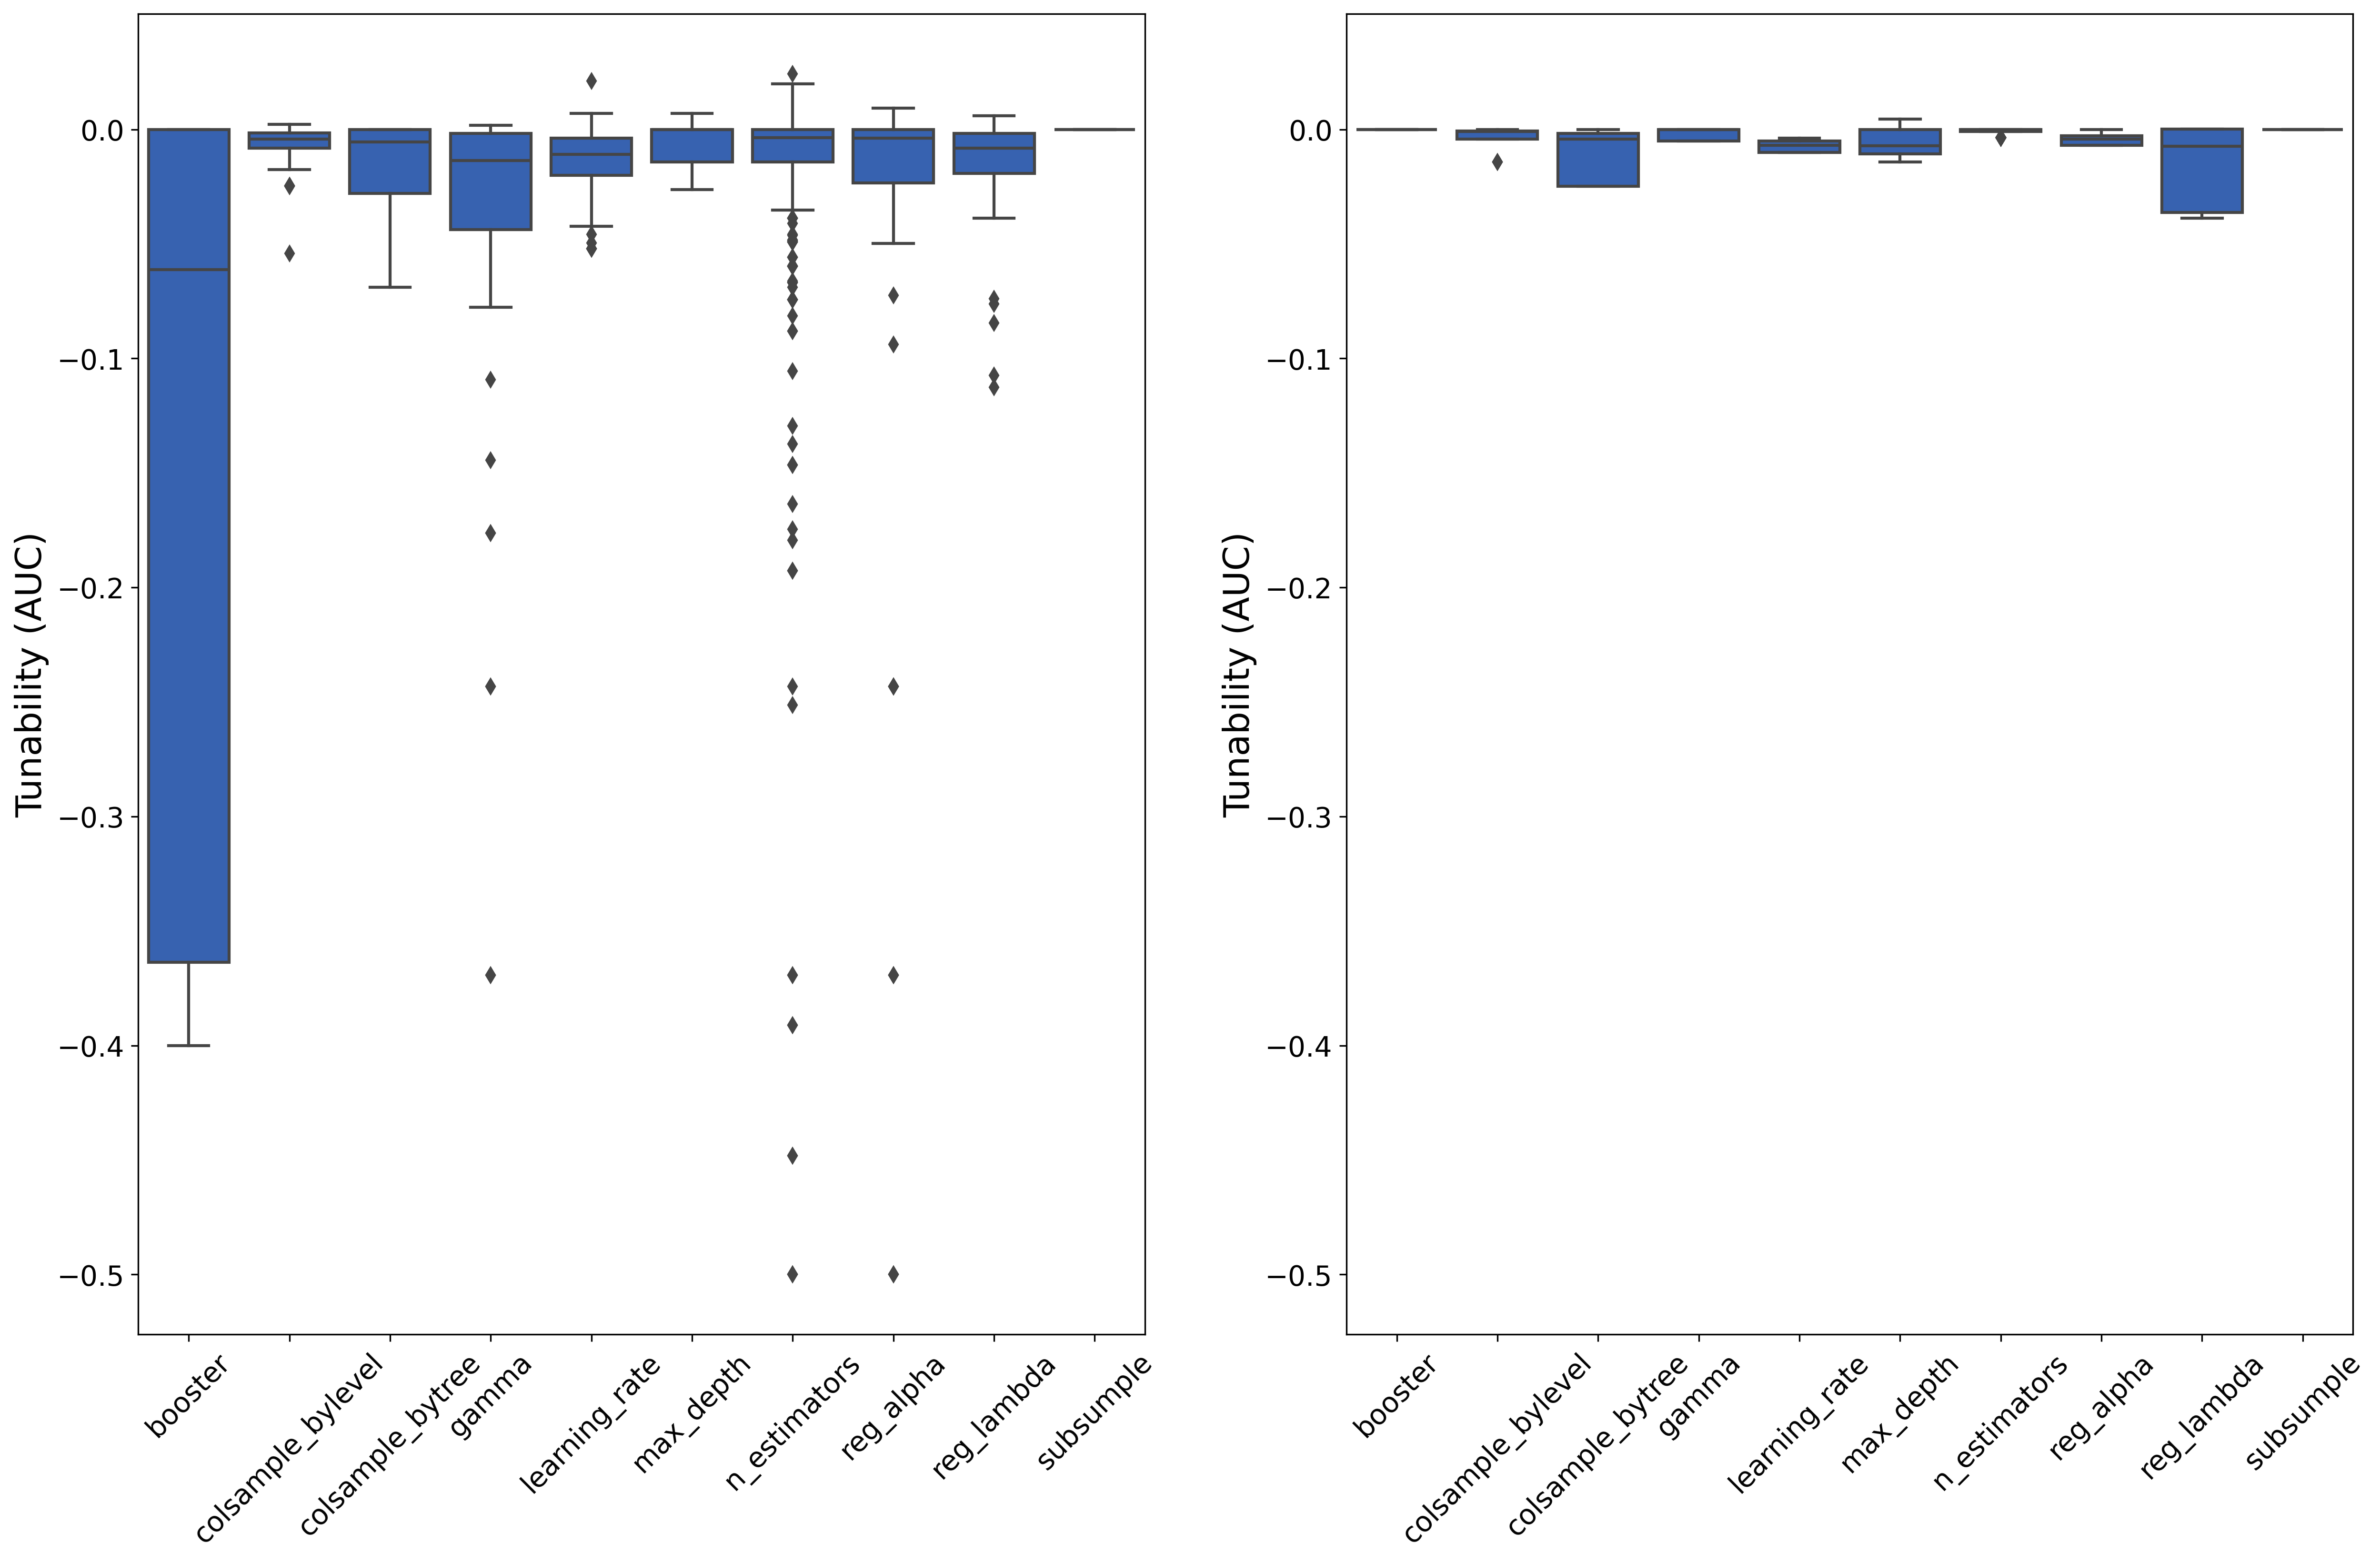 Tunability (AUC)
0.0
−0.1
−0.2
−0.3
−0.4
−0.5
booster
colsample_bylevel
colsample_bytree
gamma
learning_rate
max_depth
n_estimators
reg_alpha
reg_lambda
subsumple
Tunability (AUC)
0.0
−0.1
−0.2
−0.3
−0.4
−0.5
booster
colsample_bylevel
colsample_bytree
gamma
learning_rate
max_depth
n_estimators
reg_alpha
reg_lambda
subsumple